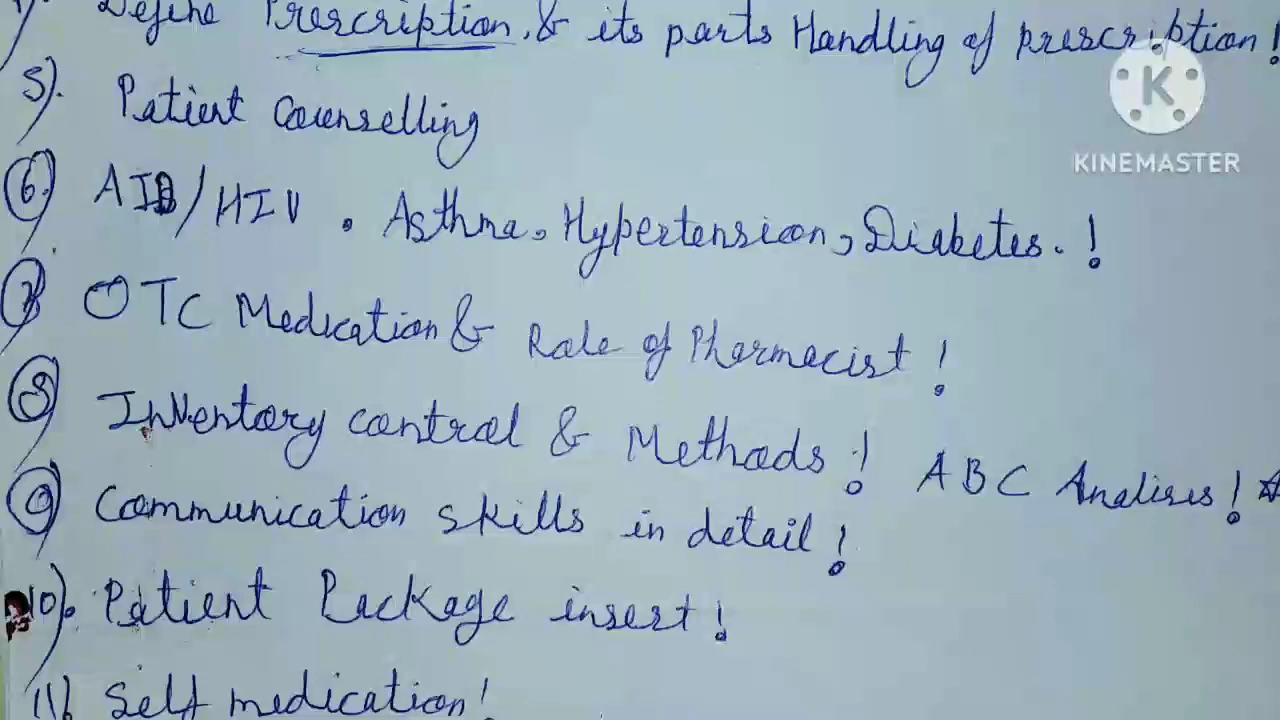 Define Prescription, & its parts Handling of prescription!
5). Patient Counselling
K
KINEMASTER
6. AID/HIV . Asthma, Hypertension, Diabetes. !
7 OTC Medication & Role of Pharmacist !
8 Inventory control & Methods ! ABC Analises !
9 Communication skills in detail !
10). Patient Package insert !
11) Self medication !